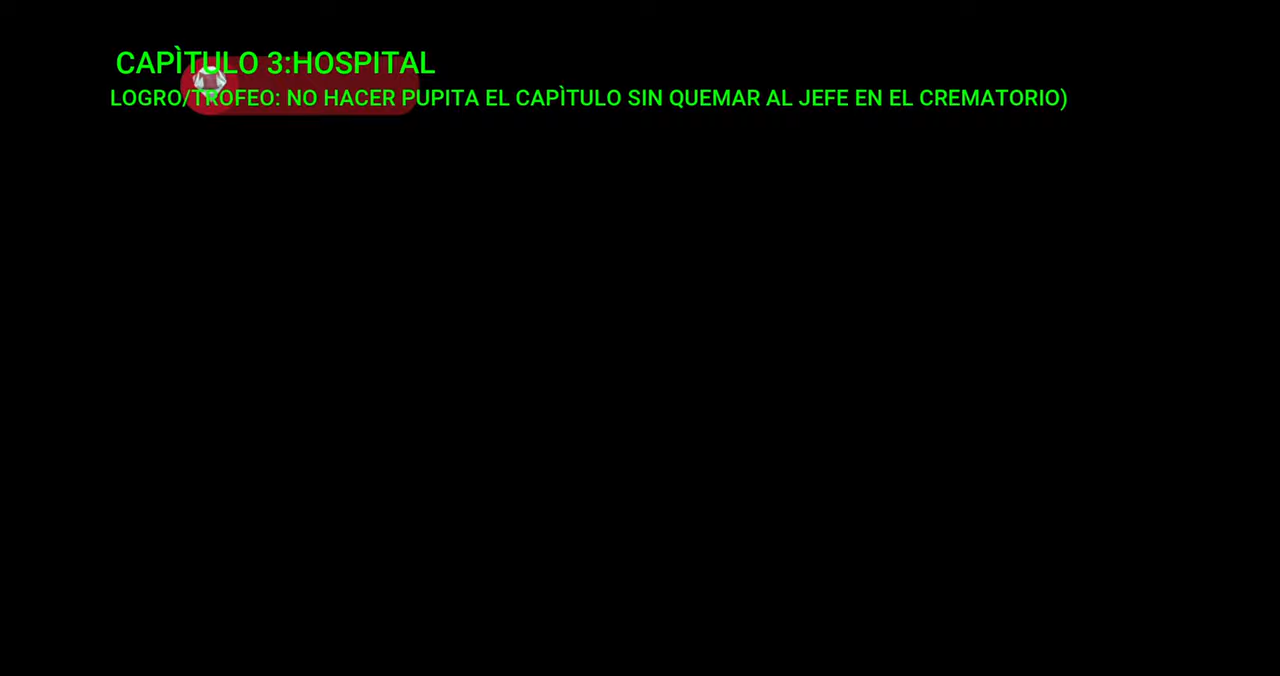 CAPÌTULO 3:HOSPITAL
LOGRO/TROFEO: NO HACER PUPITA EL CAPÌTULO SIN QUEMAR AL JEFE EN EL CREMATORIO)